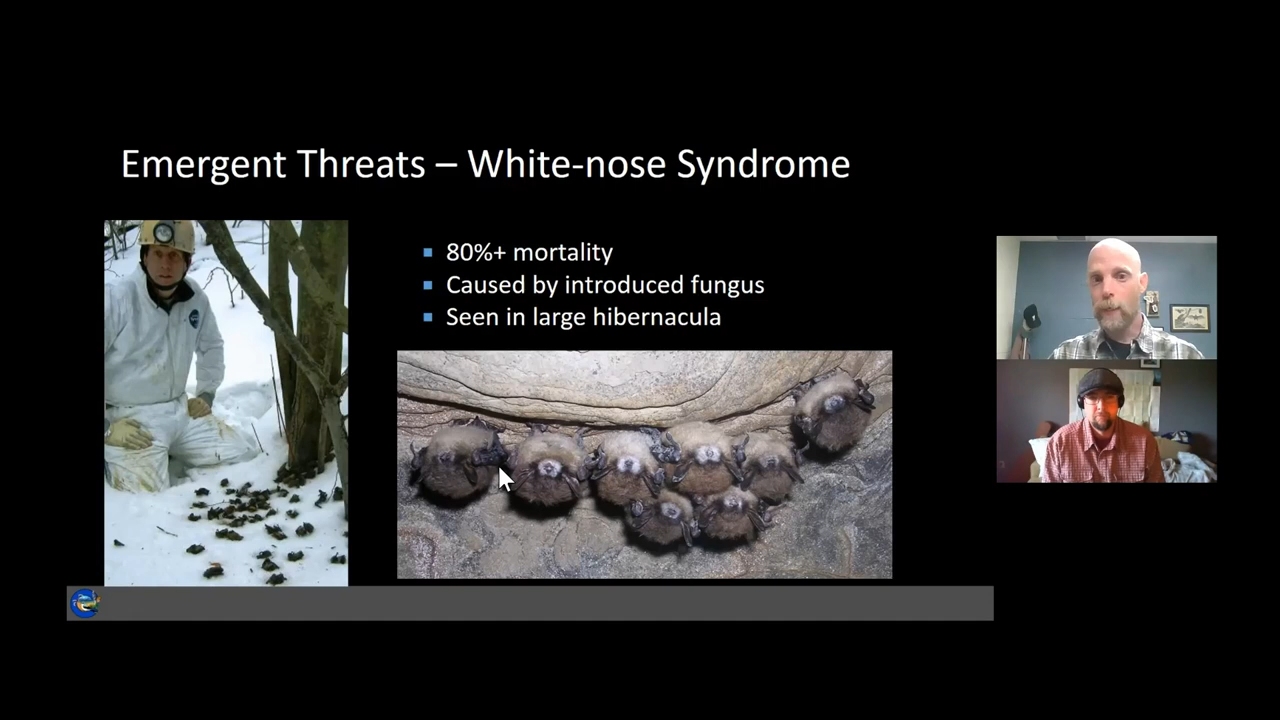 Emergent Threats – White-nose Syndrome
80%+ mortality
Caused by introduced fungus
Seen in large hibernacula